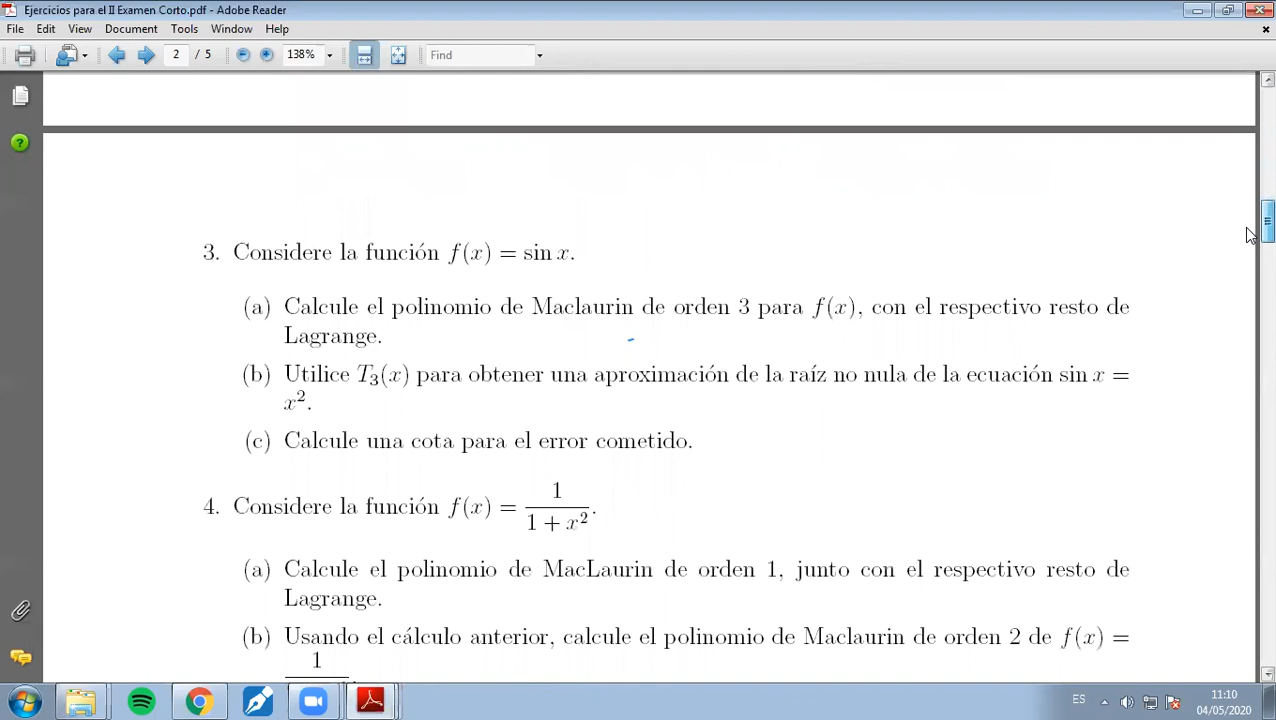 Ejercicios para el II Examen Corto.pdf - Adobe Reader
File Edit View Document Tools Window Help
2 / 5 138% Find
3. Considere la función f(x) = sin x.
(a) Calcule el polinomio de Maclaurin de orden 3 para f(x), con el respectivo resto de
Lagrange.
(b) Utilice T₃(x) para obtener una aproximación de la raíz no nula de la ecuación sin x =
x².
(c) Calcule una cota para el error cometido.
4. Considere la función f(x) = 1/(1 + x²).
(a) Calcule el polinomio de MacLaurin de orden 1, junto con el respectivo resto de
Lagrange.
(b) Usando el cálculo anterior, calcule el polinomio de Maclaurin de orden 2 de f(x) =
1
ES 11:10
04/05/2020